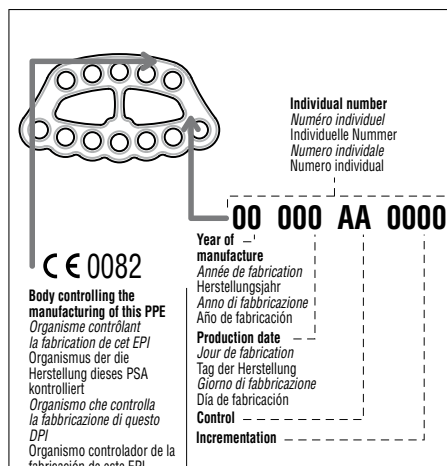 Individual number
Numéro individuel
Individuelle Nummer
Numero individale
Numero individual
00 000 AA 0000
Year of
manufacture
Année de fabrication
Herstellungsjahr
Anno di fabbricazione
Año de fabricación
Production date
Jour de fabrication
Tag der Herstellung
Giorno di fabbricazione
Día de fabricación
Control
Incrementation
CE 0082
Body controlling the
manufacturing of this PPE
Organisme contrôlant
la fabrication de cet EPI
Organismus der die
Herstellung dieses PSA
kontrolliert
Organismo che controlla
la fabbricazione di questo
DPI
Organismo controlador de la
fabricación de este EPI